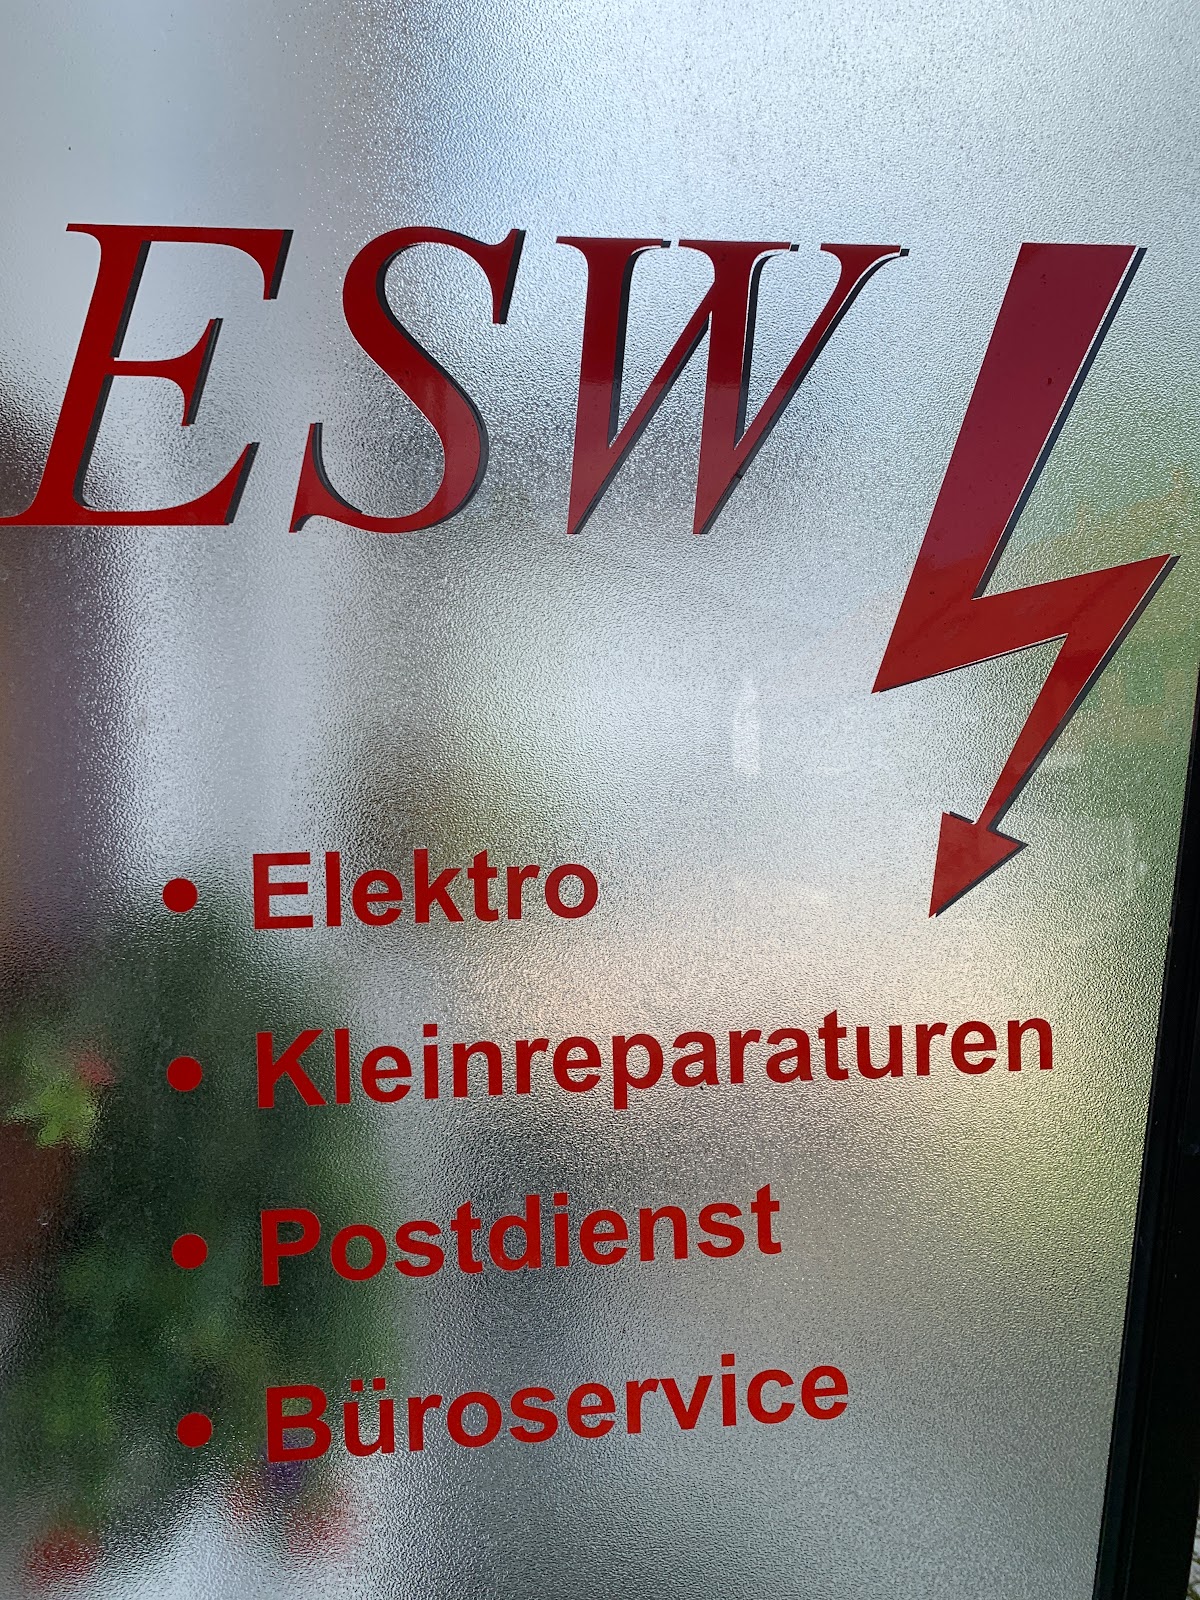 ESW
• Elektro
• Kleinreparaturen
• Postdienst
• Büroservice